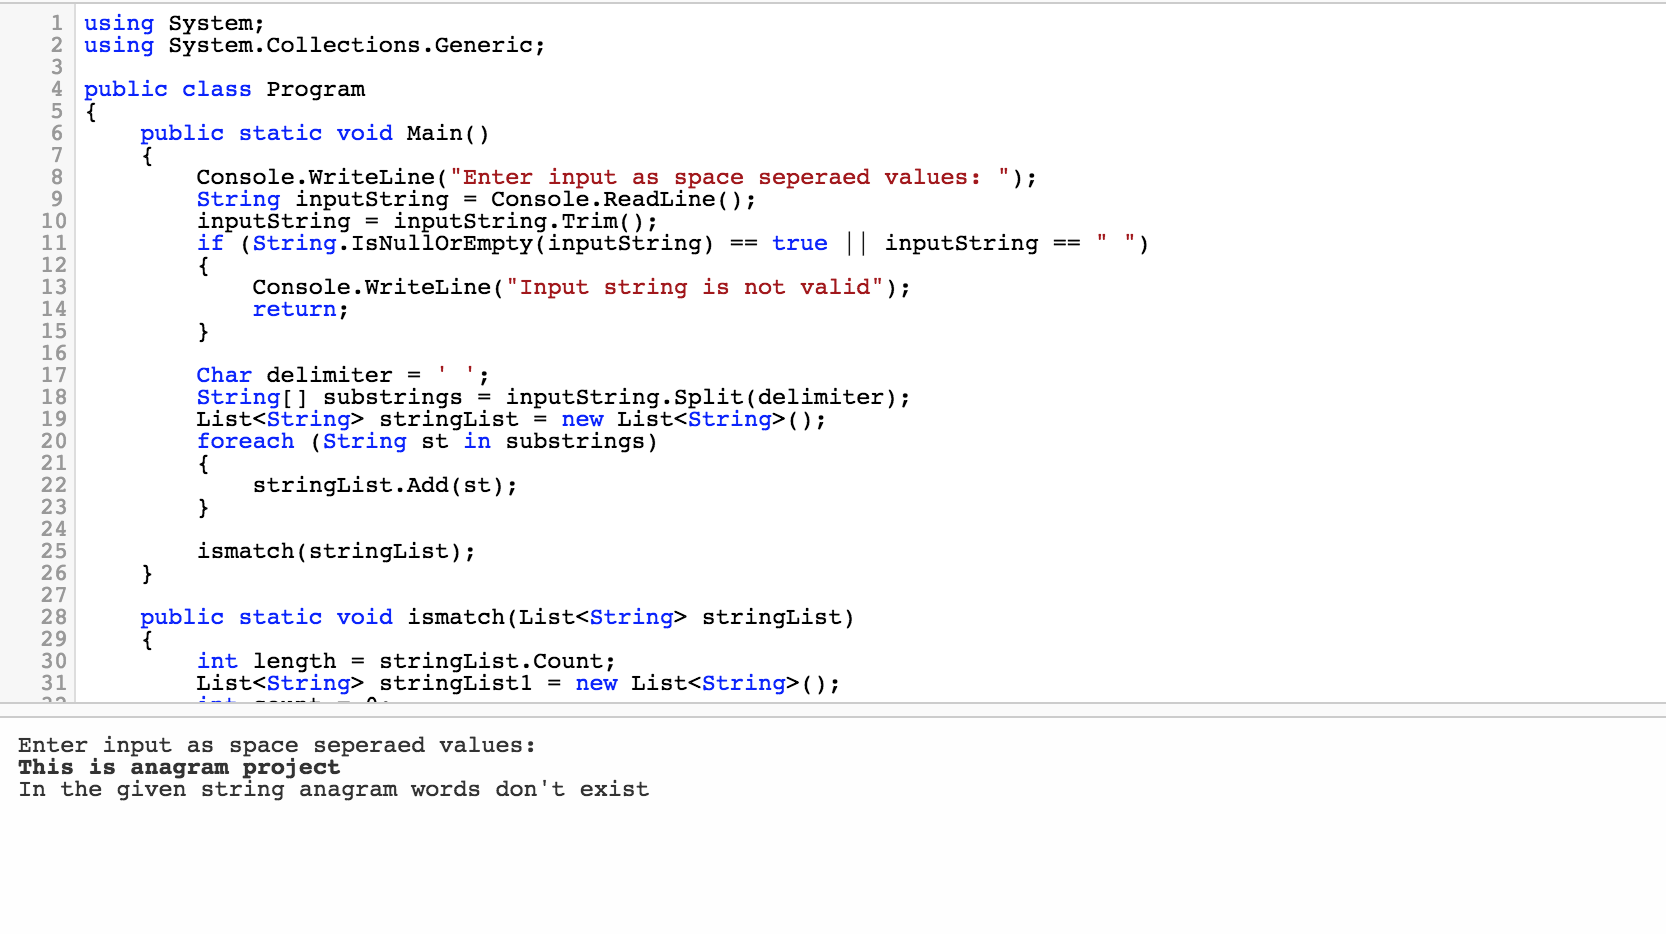 1 using System;
2 using System.Collections.Generic;
3
4 public class Program
5 {
6     public static void Main()
7     {
8         Console.WriteLine("Enter input as space seperaed values: ");
9         String inputString = Console.ReadLine();
10         inputString = inputString.Trim();
11         if (String.IsNullOrEmpty(inputString) == true || inputString == " ")
12         {
13             Console.WriteLine("Input string is not valid");
14             return;
15         }
16
17         Char delimiter = ' ';
18         String[] substrings = inputString.Split(delimiter);
19         List<String> stringList = new List<String>();
20         foreach (String st in substrings)
21         {
22             stringList.Add(st);
23         }
24
25         ismatch(stringList);
26     }
27
28     public static void ismatch(List<String> stringList)
29     {
30         int length = stringList.Count;
31         List<String> stringList1 = new List<String>();
Enter input as space seperaed values:
This is anagram project
In the given string anagram words don't exist